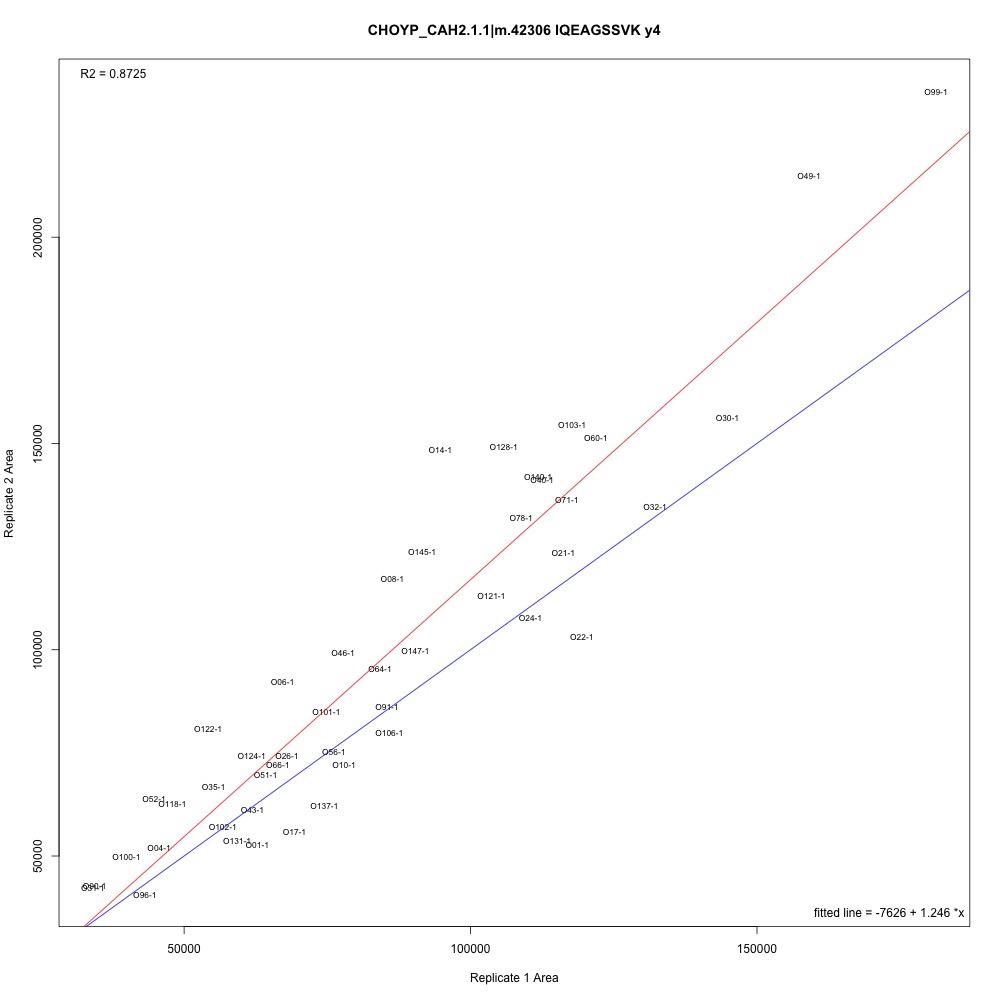 CHOYP_CAH2.1.1|m.42306 IQEAGSSVK y4
R2 = 0.8725
O99-1
O49-1
200000
O30-1
O103-1
O60-1
150000
O128-1
O14-1
O140-1
O40-1
O71-1
O32-1
O78-1
O145-1
O21-1
O08-1
O121-1
O24-1
O22-1
100000
O46-1
O147-1
O64-1
O06-1
O91-1
O101-1
O122-1
O106-1
O124-1
O26-1
O56-1
O66-1
O10-1
O51-1
O35-1
O52-1
O118-1
O137-1
O43-1
O102-1
O17-1
O131-1
O01-1
O04-1
50000
O100-1
O96-1
Replicate 2 Area
fitted line = -7626 + 1.246 *x
50000
100000
150000
Replicate 1 Area